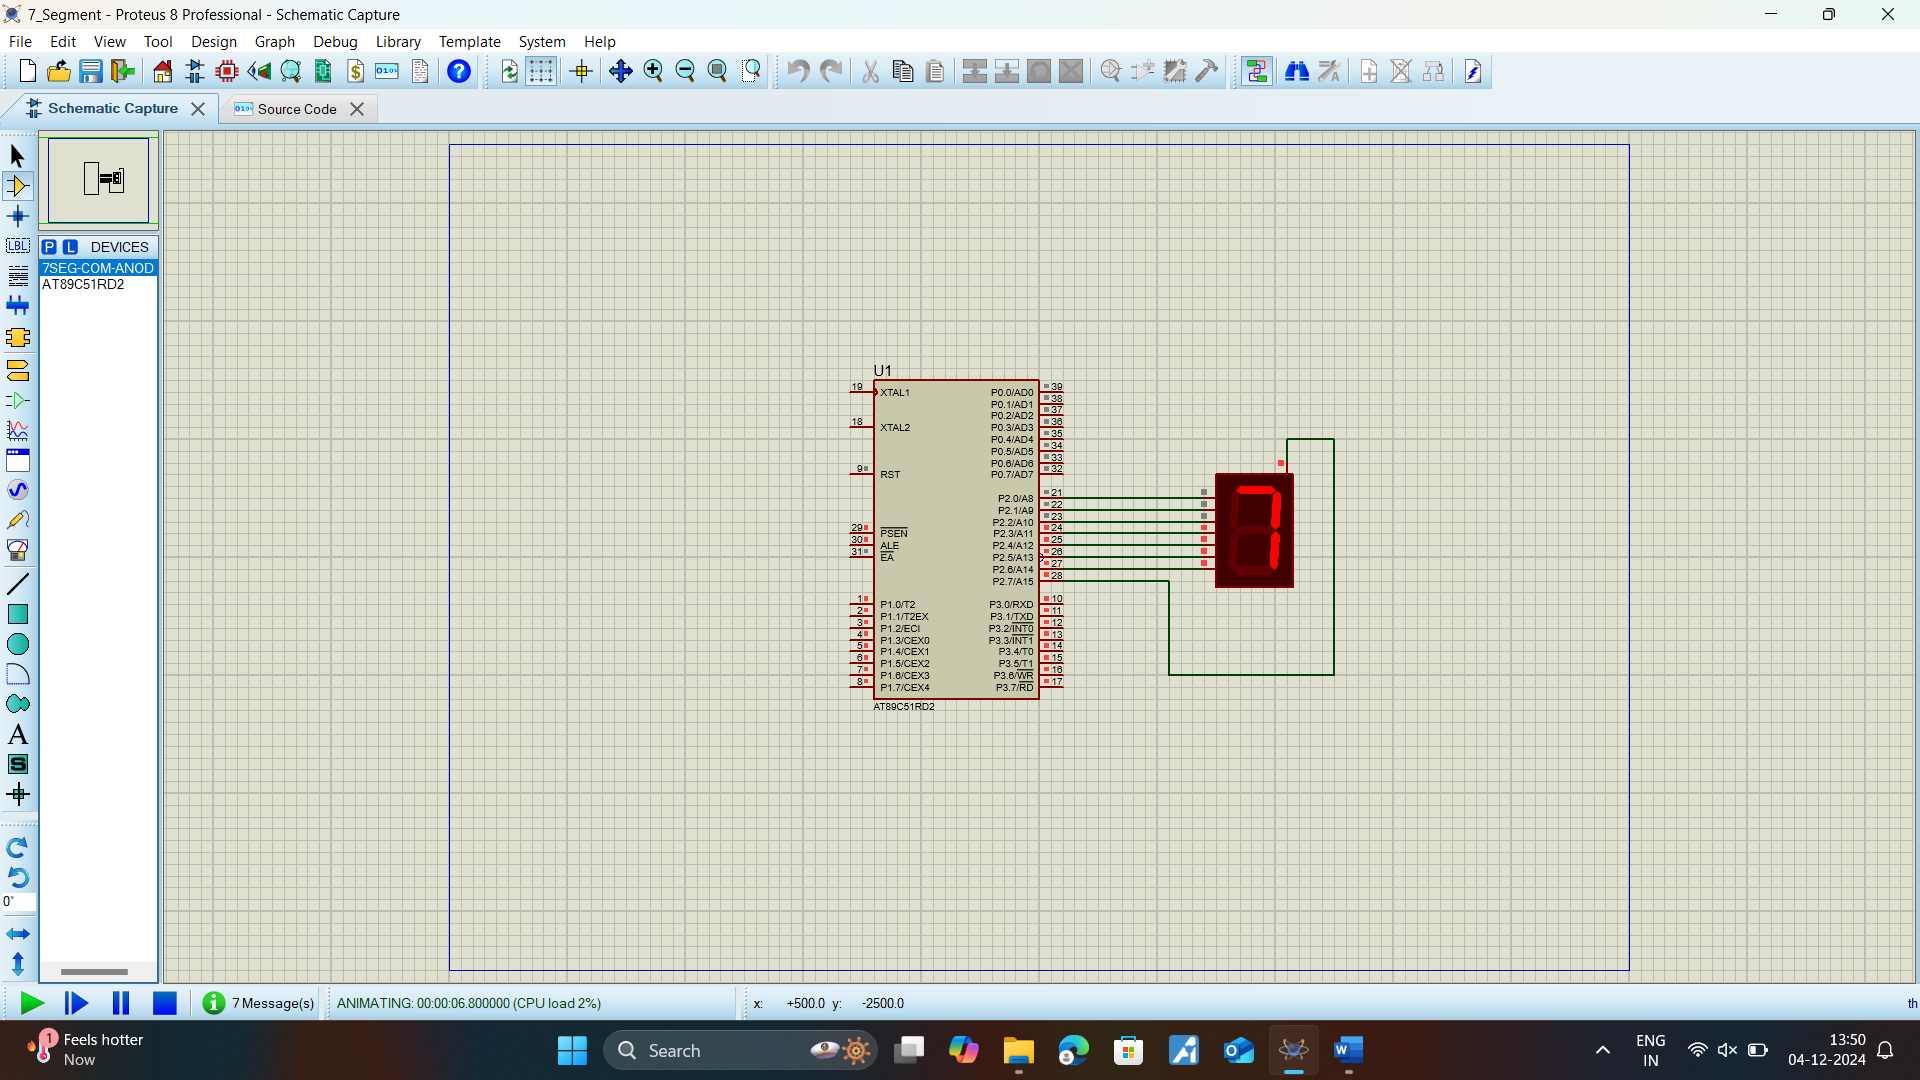 7_Segment - Proteus 8 Professional - Schematic Capture
File Edit View Tool Design Graph Debug Library Template System Help
Schematic Capture
Source Code
P L DEVICES
7SEG-COM-ANOD
AT89C51RD2
LBL
A
S
0°
U1
19 XTAL1
18 XTAL2
9 RST
29 PSEN
30 ALE
31 EA
1 P1.0/T2
2 P1.1/T2EX
3 P1.2/ECI
4 P1.3/CEX0
5 P1.4/CEX1
6 P1.5/CEX2
7 P1.6/CEX3
8 P1.7/CEX4
P0.0/AD0 39
P0.1/AD1 38
P0.2/AD2 37
P0.3/AD3 36
P0.4/AD4 35
P0.5/AD5 34
P0.6/AD6 33
P0.7/AD7 32
P2.0/A8 21
P2.1/A9 22
P2.2/A10 23
P2.3/A11 24
P2.4/A12 25
P2.5/A13 26
P2.6/A14 27
P2.7/A15 28
P3.0/RXD 10
P3.1/TXD 11
P3.2/INT0 12
P3.3/INT1 13
P3.4/T0 14
P3.5/T1 15
P3.6/WR 16
P3.7/RD 17
AT89C51RD2
7
7 Message(s)
ANIMATING: 00:00:06.800000 (CPU load 2%)
x: +500.0 y: -2500.0
th
1
Feels hotter
Now
Search
ENG
IN
13:50
04-12-2024